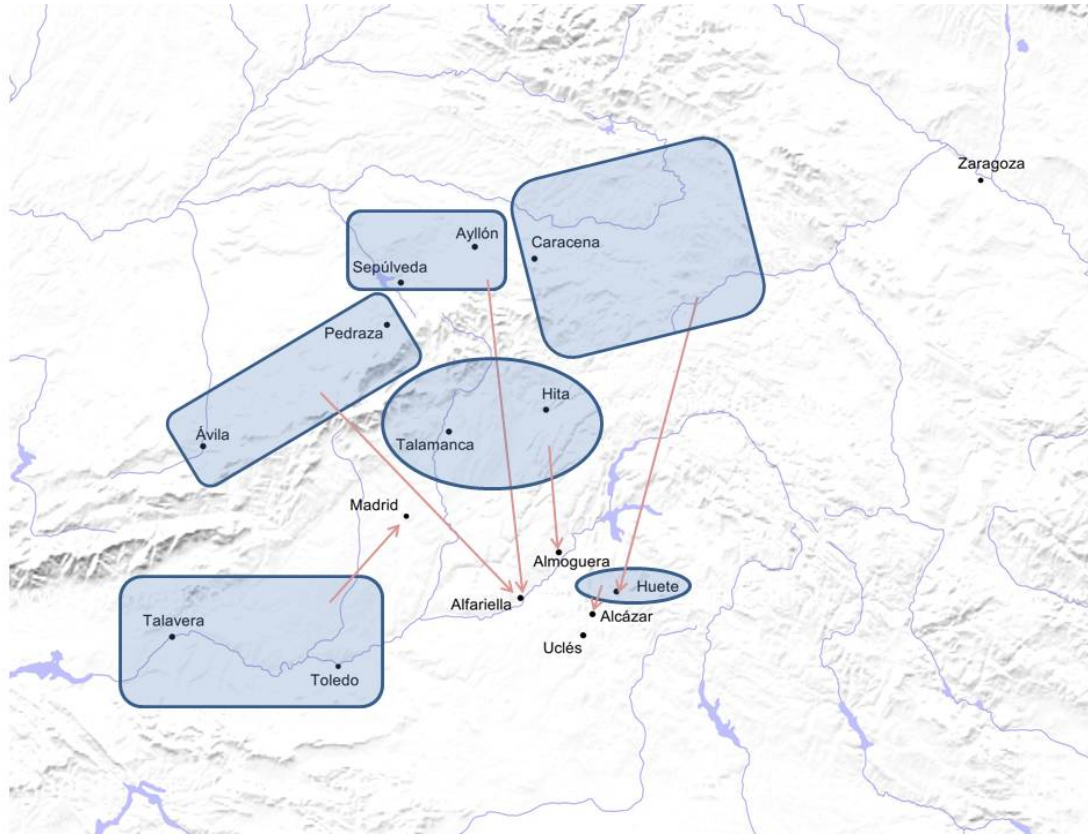 Zaragoza
Ayllón
Caracena
Sepúlveda
Pedraza
Hita
Ávila
Talamanca
Madrid
Almoguera
Huete
Alfariella
Alcázar
Talavera
Uclés
Toledo